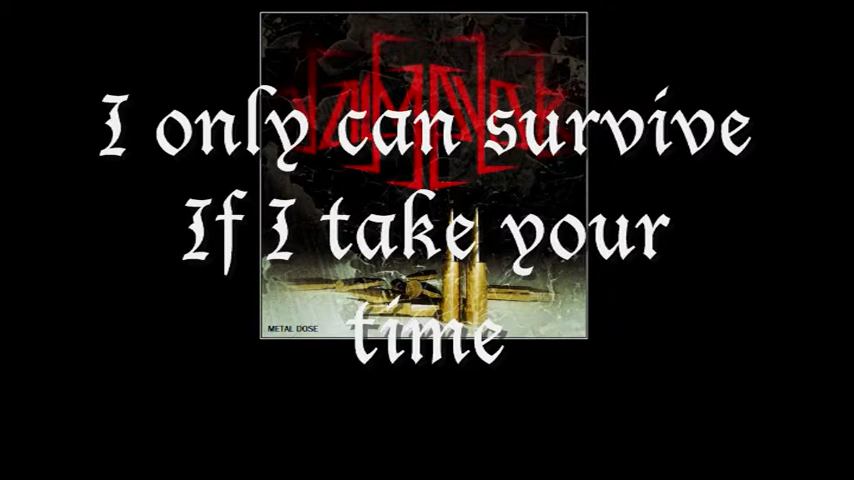 I only can survive
If I take your
time
METAL DOSE